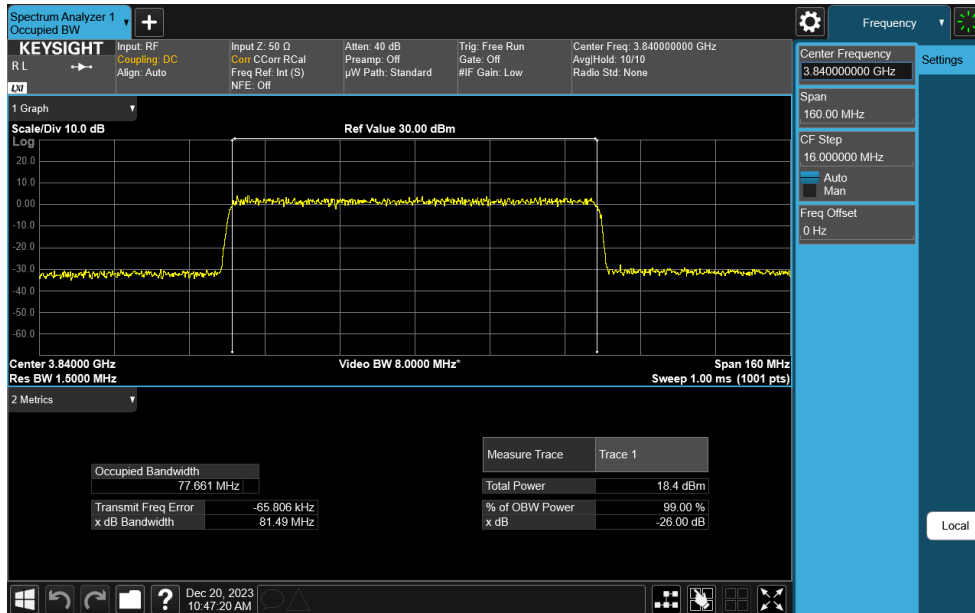 Spectrum Analyzer 1
Occupied BW
+
Frequency
KEYSIGHT
R L
LXI
Input: RF
Coupling: DC
Align: Auto
Input Z: 50 Ω
Corr CCorr RCal
Freq Ref: Int (S)
NFE: Off
Atten: 40 dB
Preamp: Off
µW Path: Standard
Trig: Free Run
Gate: Off
#IF Gain: Low
Center Freq: 3.840000000 GHz
Avg|Hold: 10/10
Radio Std: None
Center Frequency
3.840000000 GHz
Settings
Span
160.00 MHz
CF Step
16.000000 MHz
Auto
Man
Freq Offset
0 Hz
1 Graph
Scale/Div 10.0 dB
Ref Value 30.00 dBm
Log
20.0
10.0
0.00
-10.0
-20.0
-30.0
-40.0
-50.0
-60.0
Center 3.84000 GHz
Video BW 8.0000 MHz*
Span 160 MHz
Res BW 1.5000 MHz
Sweep 1.00 ms (1001 pts)
2 Metrics
Measure Trace
Trace 1
Occupied Bandwidth
77.661 MHz
Total Power
18.4 dBm
Transmit Freq Error
-65.806 kHz
% of OBW Power
99.00 %
x dB Bandwidth
81.49 MHz
x dB
-26.00 dB
Local
?
Dec 20, 2023
10:47:20 AM